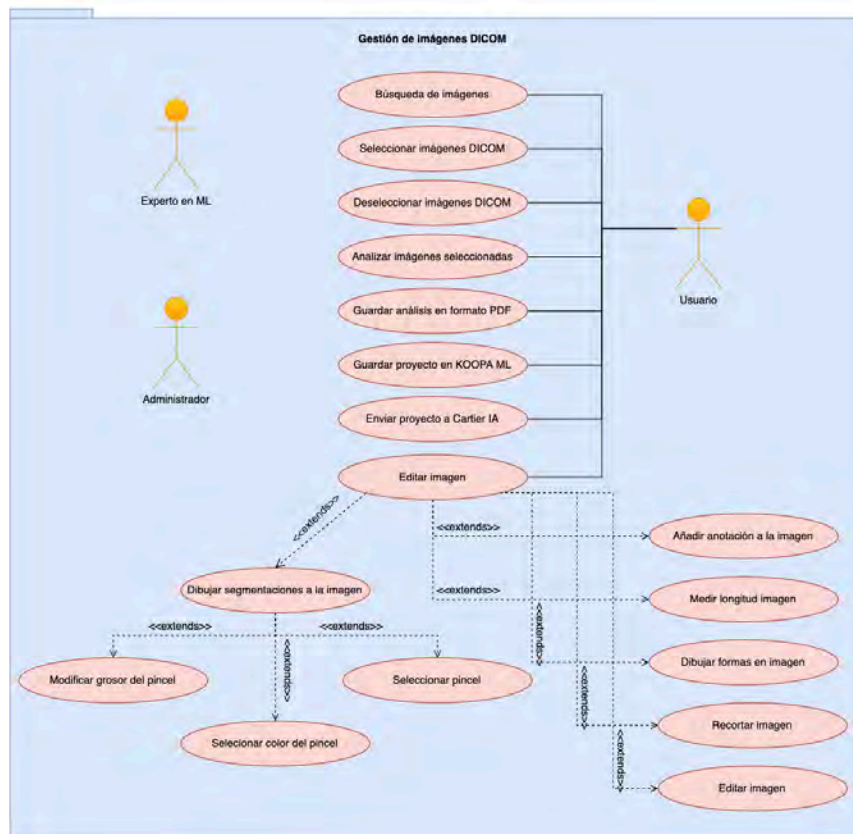 Gestión de imágenes DICOM
Búsqueda de imágenes
Seleccionar imágenes DICOM
Experto en ML
Deseleccionar imágenes DICOM
Analizar imágenes seleccionadas
Usuario
Guardar análisis en formato PDF
Guardar proyecto en KOOPA ML
Administrador
Enviar proyecto a Cartier IA
Editar imagen
<<extends>>
<<extends>>
Añadir anotación a la imagen
Dibujar segmentaciones a la imagen
<<extends>>
Medir longitud imagen
<<extends>>
<<extends>>
<<extends>>
<<extends>>
Dibujar formas en imagen
Modificar grosor del pincel
Seleccionar pincel
<<extends>>
Recortar imagen
Selecionar color del pincel
<<extends>>
Editar imagen